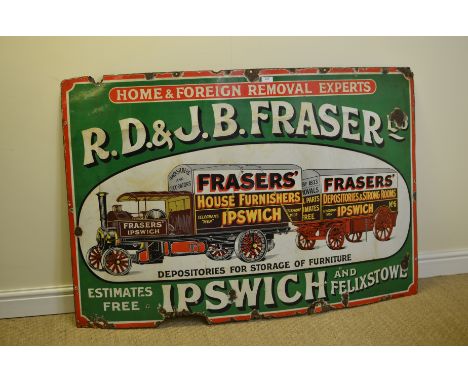 HOME & FOREIGN REMOVAL EXPERTS
R.D.& J.B. FRASER LTD
FRASERS'
HOUSE FURNISHERS
IPSWICH
FRASERS'
DEPOSITORIES & STRONG ROOMS
IPSWICH
FRASERS
IPSWICH
DEPOSITORIES FOR STORAGE OF FURNITURE
ESTIMATES
FREE
IPSWICH
AND
FELIXSTOWE